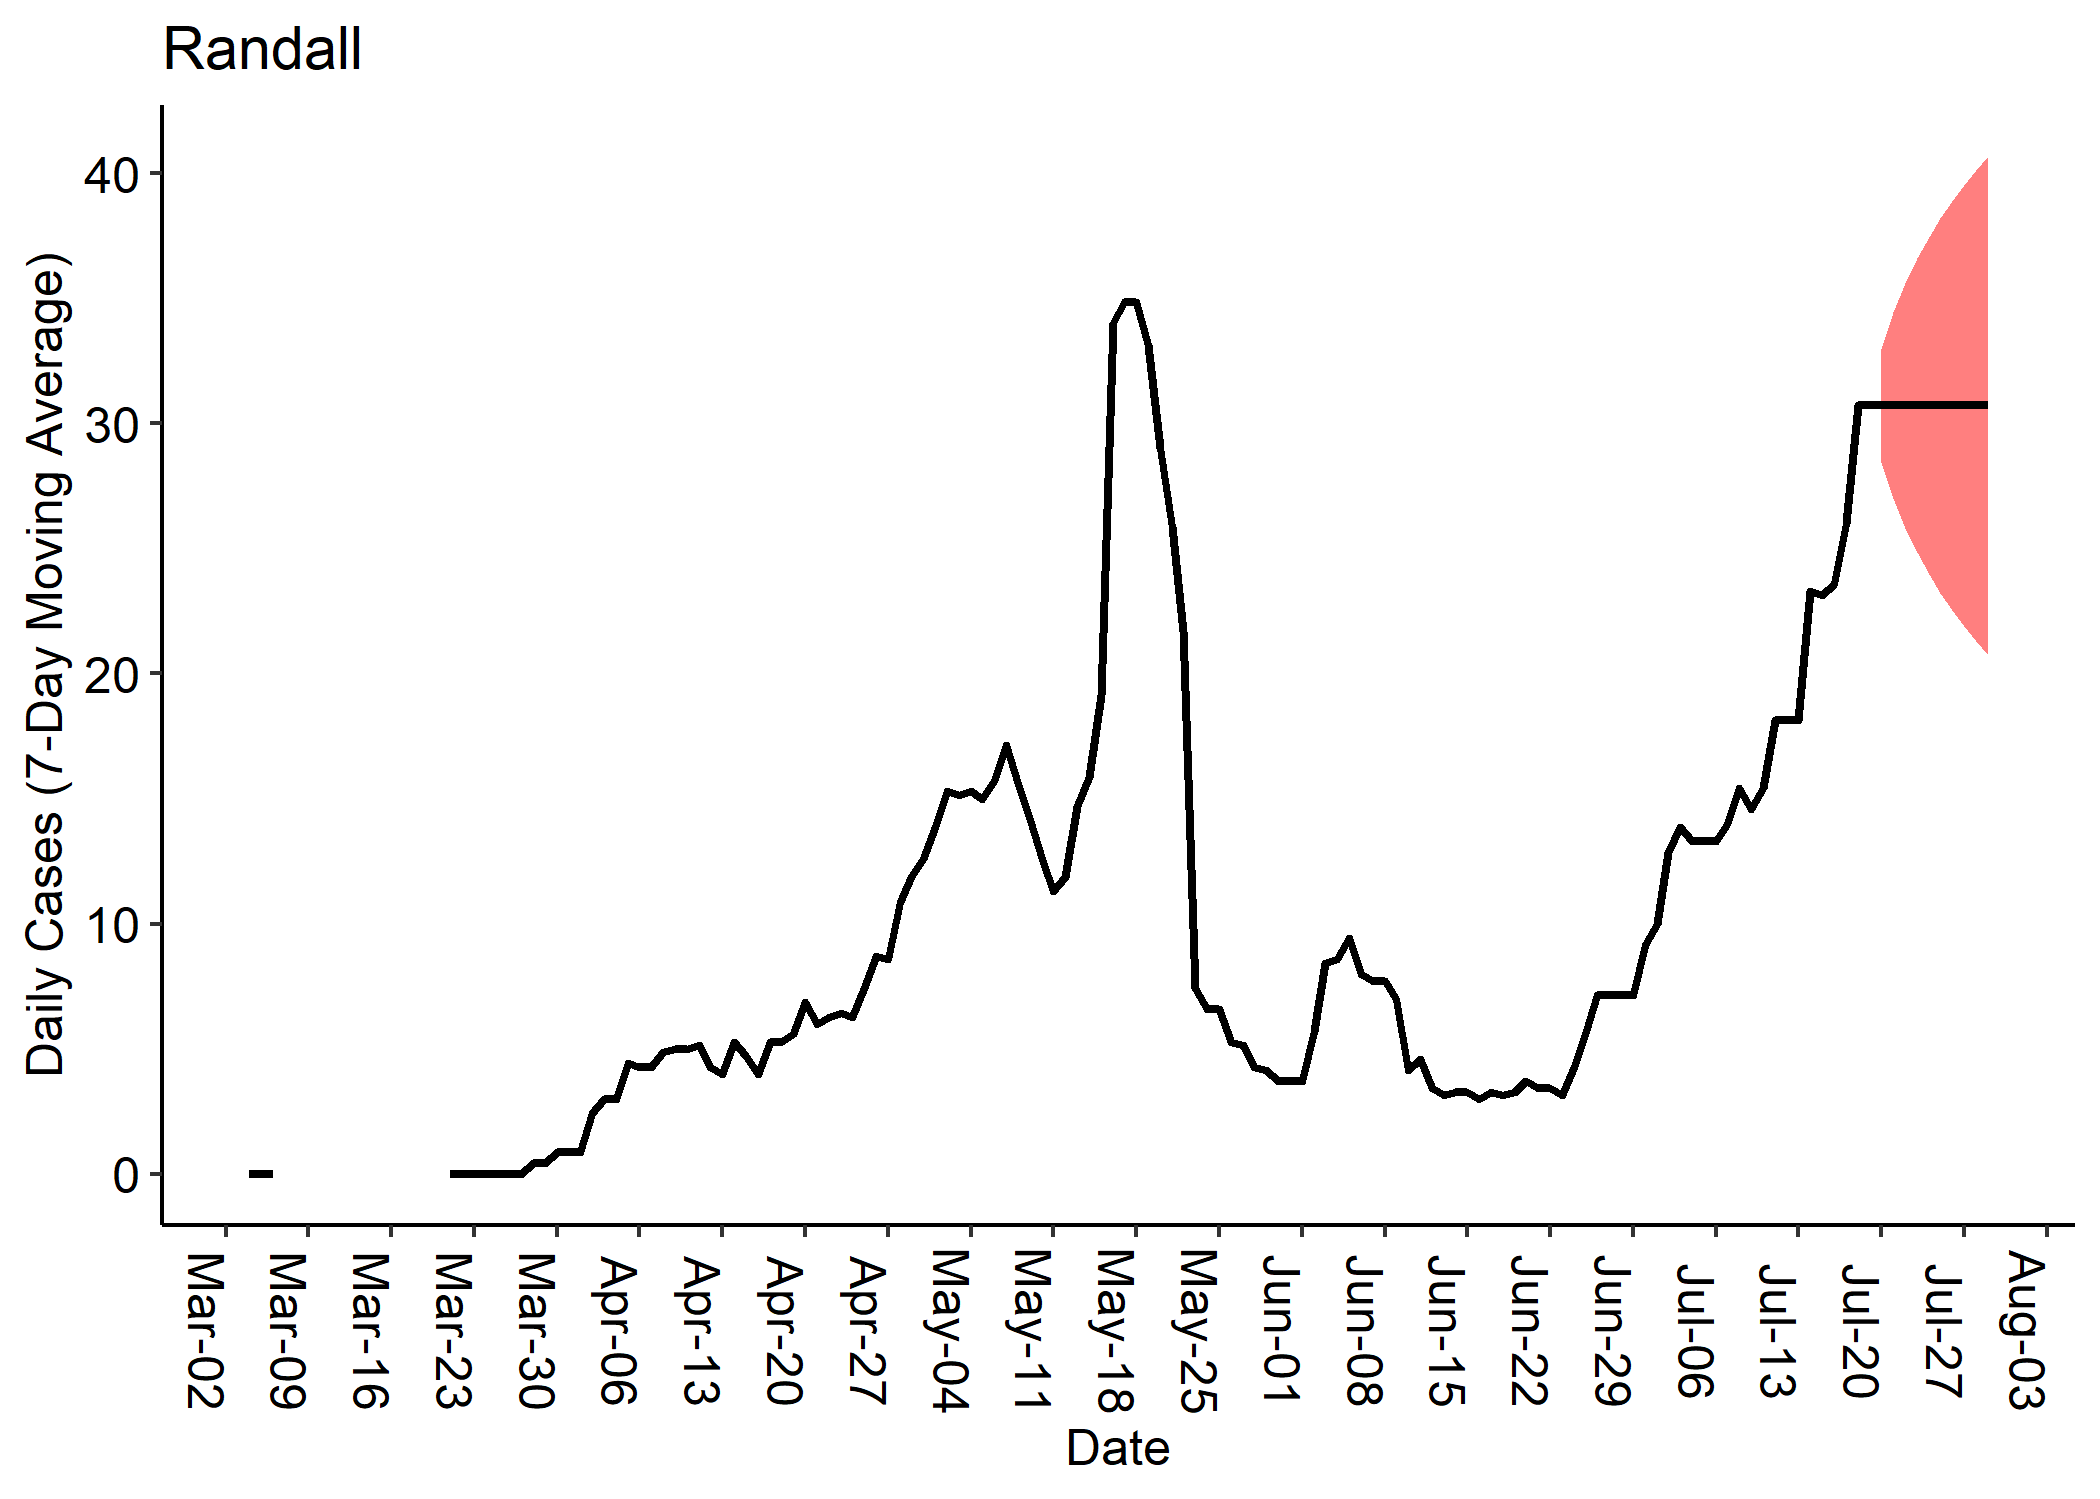 Randall
Daily Cases (7-Day Moving Average)
40
30
20
10
0
Mar-02
Mar-09
Mar-16
Mar-23
Mar-30
Apr-06
Apr-13
Apr-20
Apr-27
May-04
May-11
May-18
May-25
Jun-01
Jun-08
Jun-15
Jun-22
Jun-29
Jul-06
Jul-13
Jul-20
Jul-27
Aug-03
Date